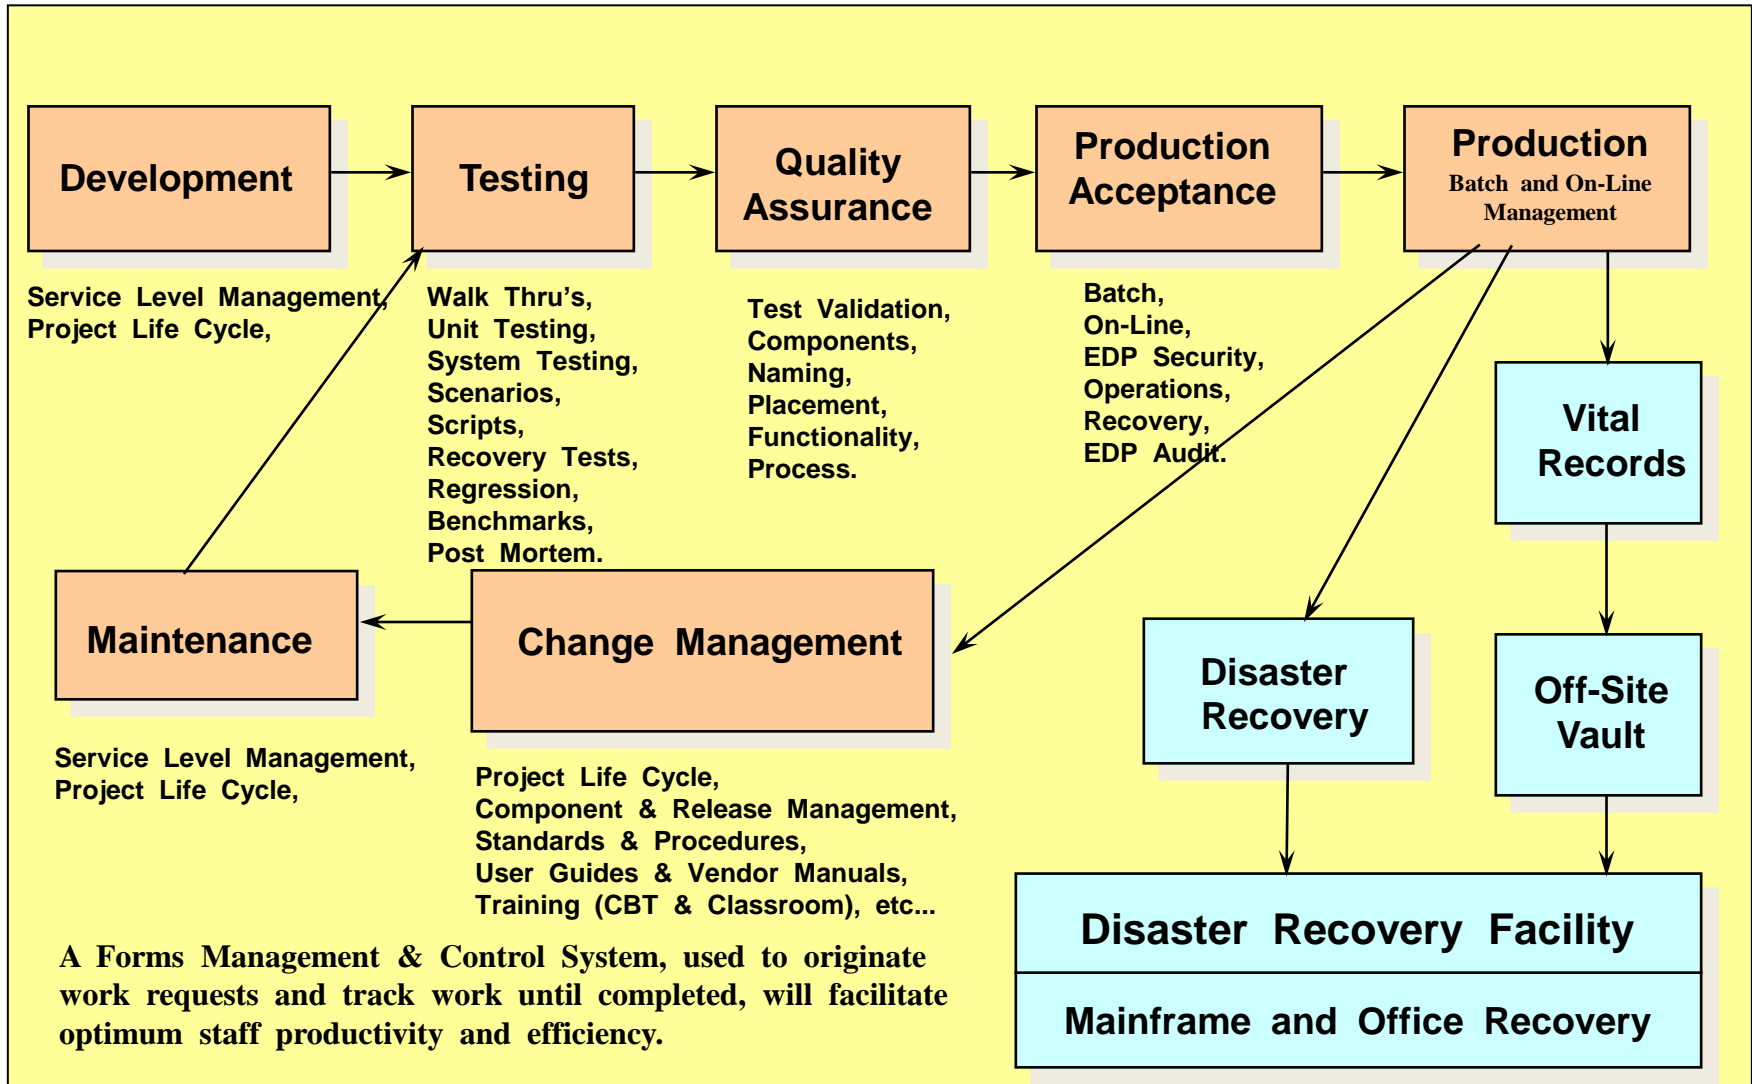 Development
Testing
Quality
Assurance
Production
Acceptance
Production
Batch and On-Line
Management
Service Level Management,
Project Life Cycle,
Walk Thru's,
Unit Testing,
System Testing,
Scenarios,
Scripts,
Recovery Tests,
Regression,
Benchmarks,
Post Mortem.
Test Validation,
Components,
Naming,
Placement,
Functionality,
Process.
Batch,
On-Line,
EDP Security,
Operations,
Recovery,
EDP Audit.
Vital
Records
Maintenance
Change Management
Disaster
Recovery
Off-Site
Vault
Service Level Management,
Project Life Cycle,
Project Life Cycle,
Component & Release Management,
Standards & Procedures,
User Guides & Vendor Manuals,
Training (CBT & Classroom), etc...
Disaster Recovery Facility
Mainframe and Office Recovery
A Forms Management & Control System, used to originate
work requests and track work until completed, will facilitate
optimum staff productivity and efficiency.